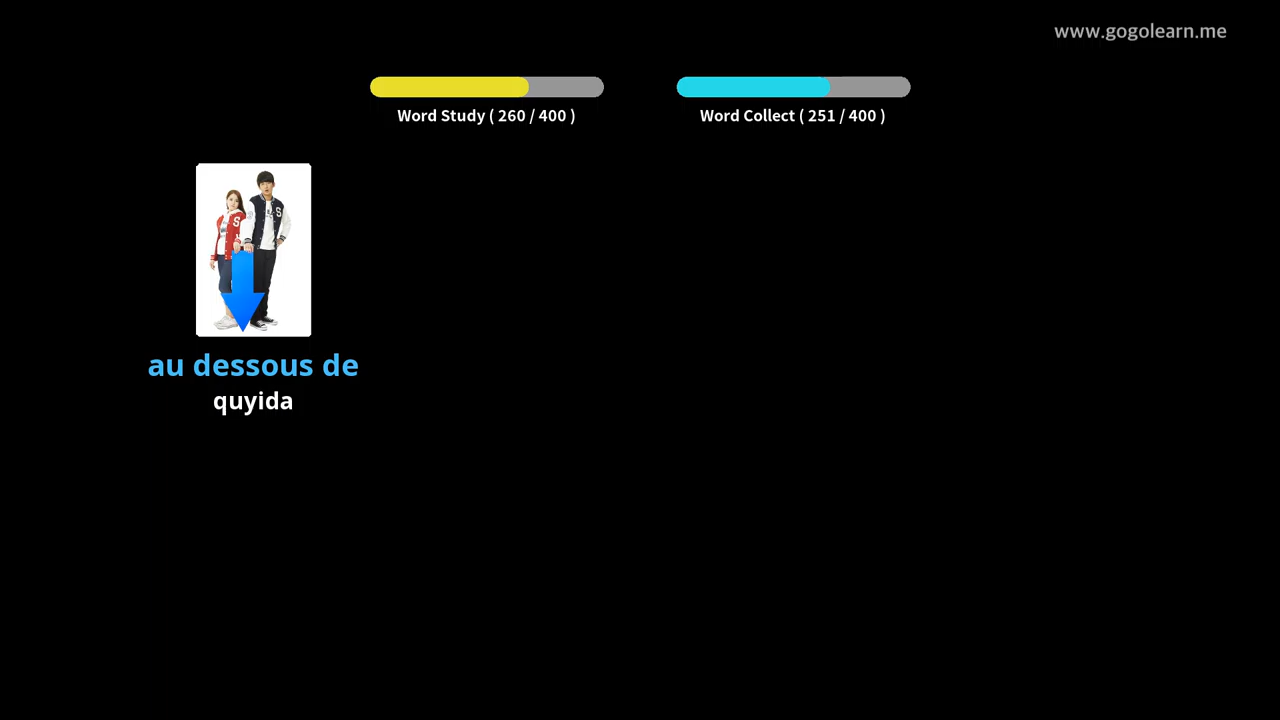 www.gogolearn.me
Word Study ( 260 / 400 )
Word Collect ( 251 / 400 )
S
S
au dessous de
quyida